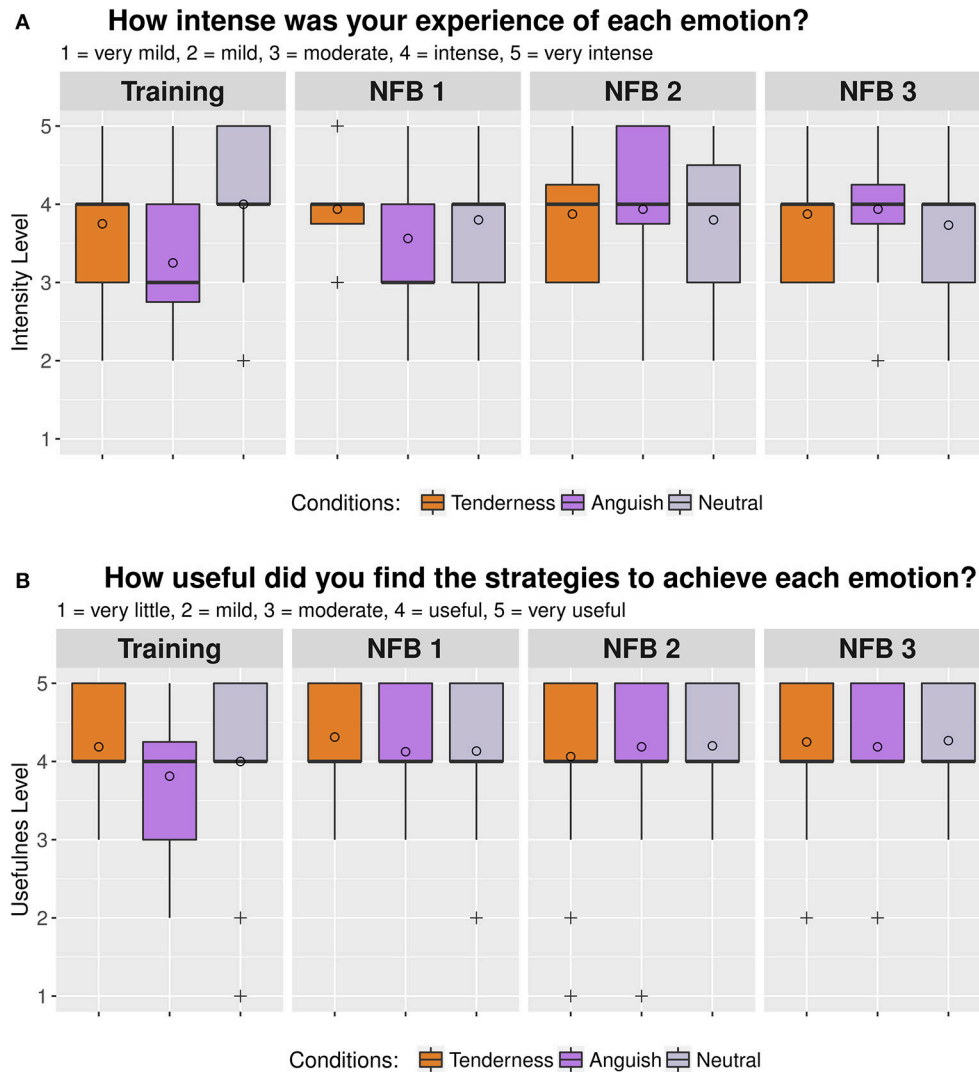 A How intense was your experience of each emotion?
1 = very mild, 2 = mild, 3 = moderate, 4 = intense, 5 = very intense
Training NFB 1 NFB 2 NFB 3
Intensity Level
5
4
3
2
1
Conditions: Tenderness Anguish Neutral
B How useful did you find the strategies to achieve each emotion?
1 = very little, 2 = mild, 3 = moderate, 4 = useful, 5 = very useful
Training NFB 1 NFB 2 NFB 3
Usefulnes Level
5
4
3
2
1
Conditions: Tenderness Anguish Neutral